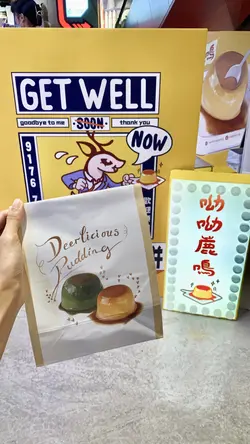 GET WELL
goodbye to me
SOON
thank you
NOW
9176
Deerlicious
Pudding
呦
呦
鹿
鳴